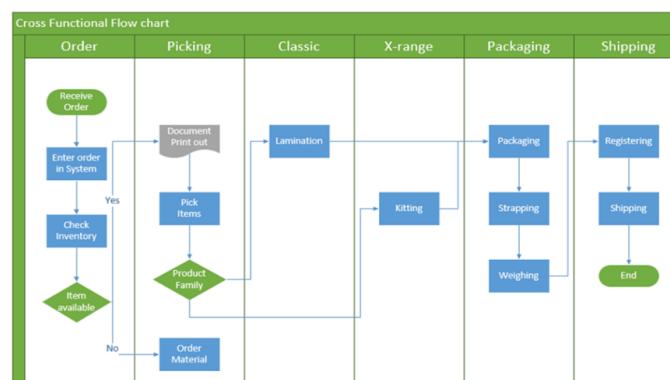 Cross Functional Flow chart
Order
Picking
Classic
X-range
Packaging
Shipping
Receive
Order
Document
Print out
Lamination
Packaging
Registering
Enter order
in System
Yes
Pick
Items
Kitting
Strapping
Shipping
Check
Inventory
Product
Family
Weighing
End
Item
available
No
Order
Material